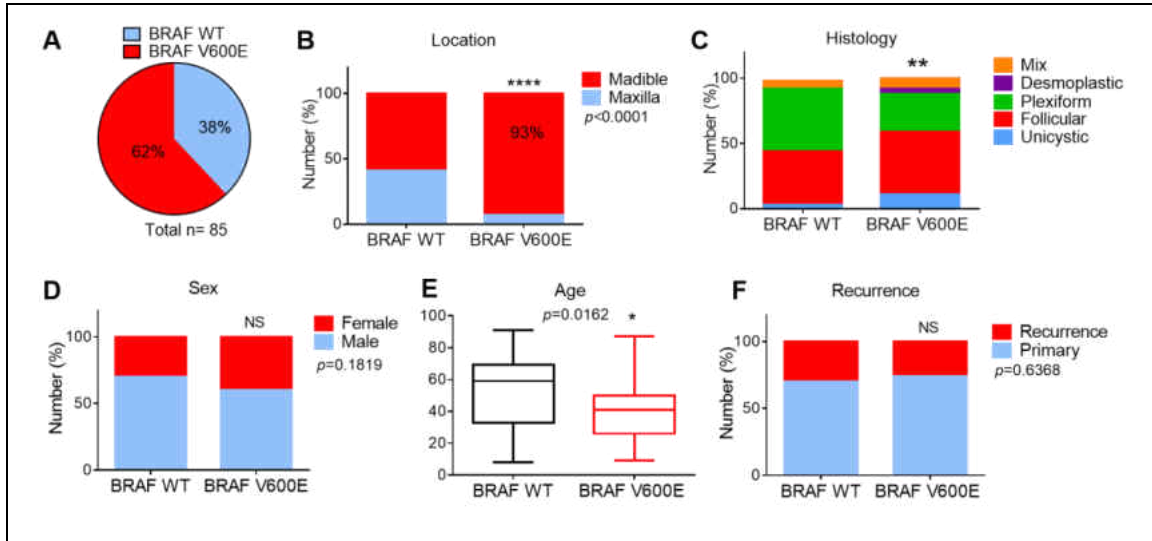 A
BRAF WT
BRAF V600E
38%
62%
Total n= 85
B
Location
Number (%)
100
50
0
****
93%
BRAF WT
BRAF V600E
Madible
Maxilla
p<0.0001
C
Histology
Number (%)
100
50
0
**
BRAF WT
BRAF V600E
Mix
Desmoplastic
Plexiform
Follicular
Unicystic
D
Sex
Number (%)
100
50
0
NS
BRAF WT
BRAF V600E
Female
Male
p=0.1819
E
Age
p=0.0162
*
100
80
60
40
20
0
BRAF WT
BRAF V600E
F
Recurrence
Number (%)
100
50
0
NS
BRAF WT
BRAF V600E
Recurrence
Primary
p=0.6368